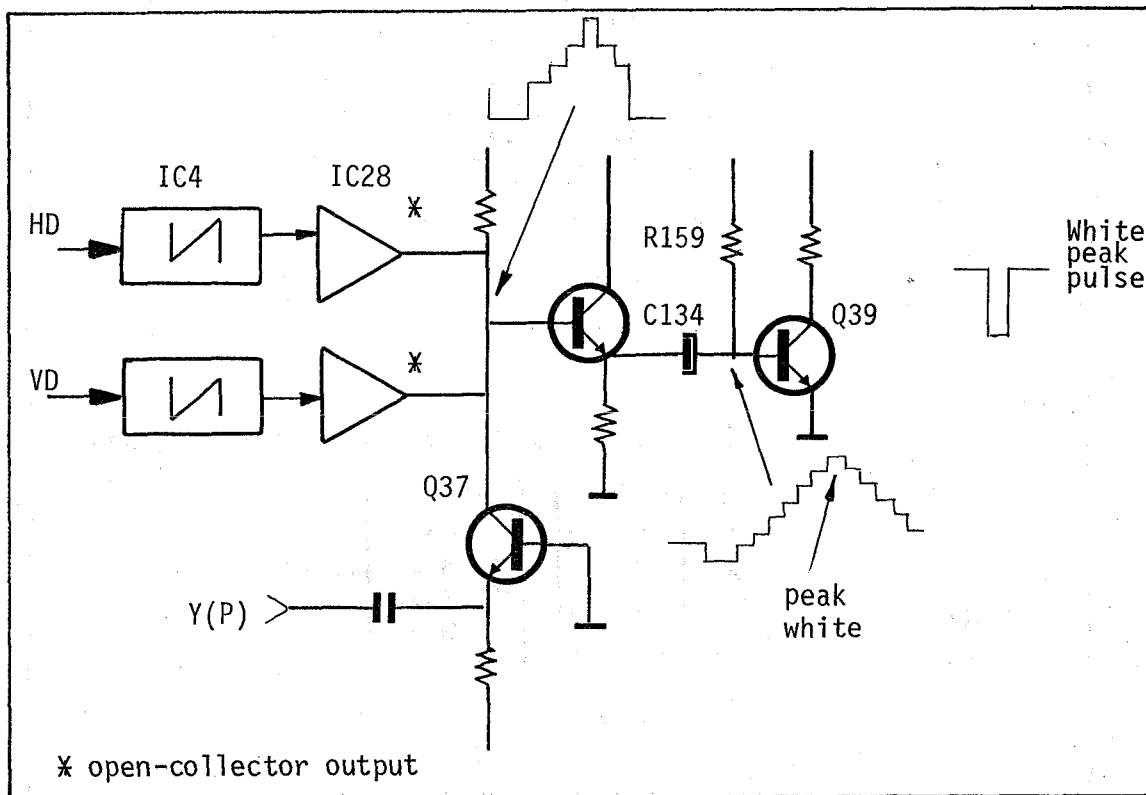 IC4
IC28
*
HD
R159
White
peak
pulse
C134
Q39
*
VD
Q37
Y(P)
peak
white
* open-collector output